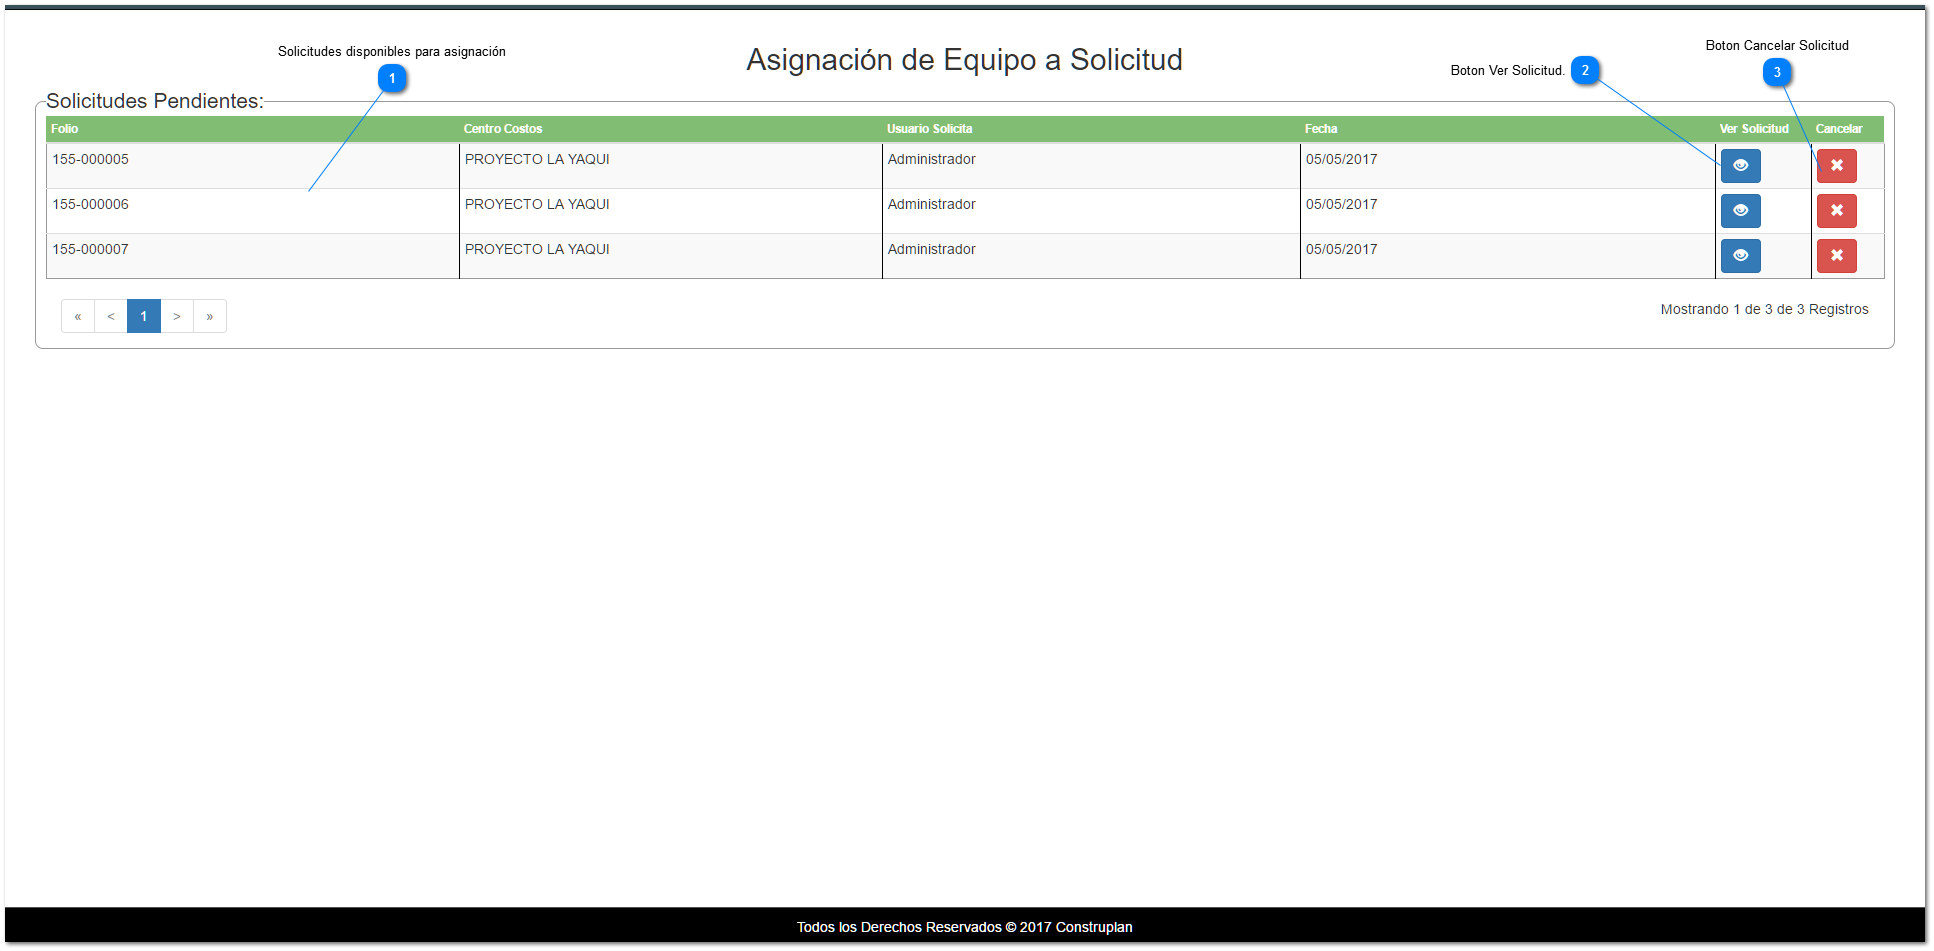 Solicitudes disponibles para asignación
1
Asignación de Equipo a Solicitud
Boton Ver Solicitud.
2
Boton Cancelar Solicitud
3
Solicitudes Pendientes:
Folio Centro Costos Usuario Solicita Fecha Ver Solicitud Cancelar
155-000005 PROYECTO LA YAQUI Administrador 05/05/2017
155-000006 PROYECTO LA YAQUI Administrador 05/05/2017
155-000007 PROYECTO LA YAQUI Administrador 05/05/2017
« < 1 > »
Mostrando 1 de 3 de 3 Registros
Todos los Derechos Reservados © 2017 Construplan